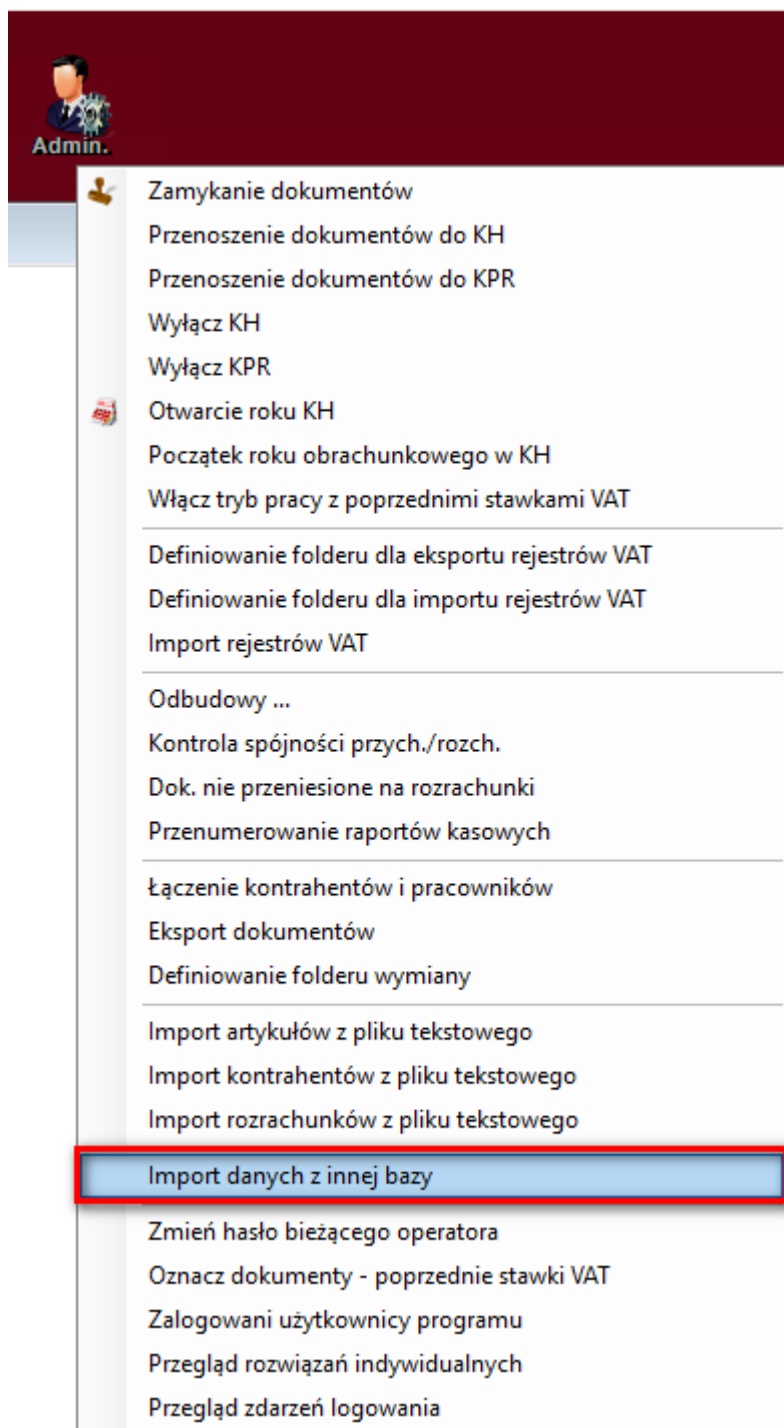 Admin.
Zamykanie dokumentów
Przenoszenie dokumentów do KH
Przenoszenie dokumentów do KPR
Wyłącz KH
Wyłącz KPR
Otwarcie roku KH
Początek roku obrachunkowego w KH
Włącz tryb pracy z poprzednimi stawkami VAT
Definiowanie folderu dla eksportu rejestrów VAT
Definiowanie folderu dla importu rejestrów VAT
Import rejestrów VAT
Odbudowy ...
Kontrola spójności przych./rozch.
Dok. nie przeniesione na rozrachunki
Przenumerowanie raportów kasowych
Łączenie kontrahentów i pracowników
Eksport dokumentów
Definiowanie folderu wymiany
Import artykułów z pliku tekstowego
Import kontrahentów z pliku tekstowego
Import rozrachunków z pliku tekstowego
Import danych z innej bazy
Zmień hasło bieżącego operatora
Oznacz dokumenty - poprzednie stawki VAT
Zalogowani użytkownicy programu
Przegląd rozwiązań indywidualnych
Przegląd zdarzeń logowania